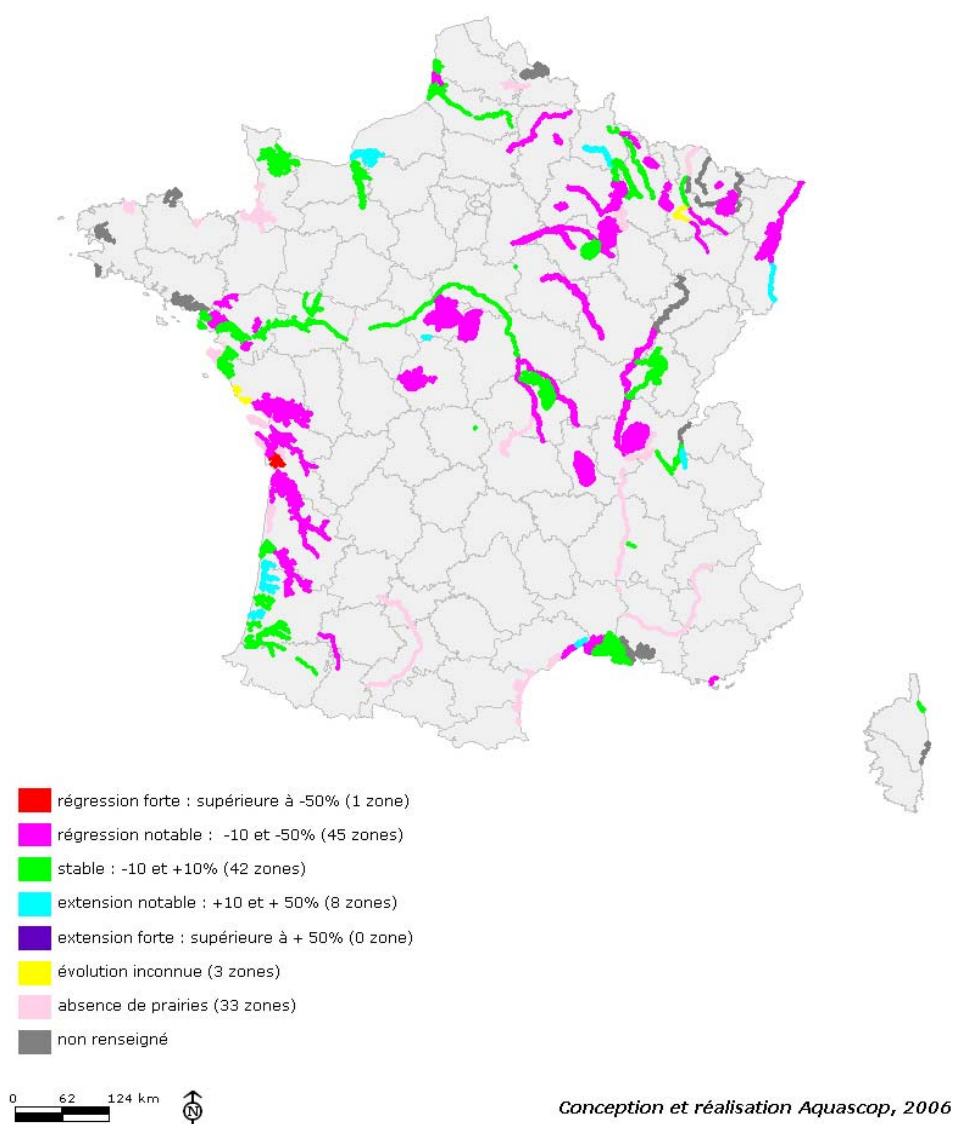 régression forte : supérieure à -50% (1 zone)
régression notable : -10 et -50% (45 zones)
stable : -10 et +10% (42 zones)
extension notable : +10 et + 50% (8 zones)
extension forte : supérieure à + 50% (0 zone)
évolution inconnue (3 zones)
absence de prairies (33 zones)
non renseigné
0 62 124 km
N
Conception et réalisation Aquascop, 2006